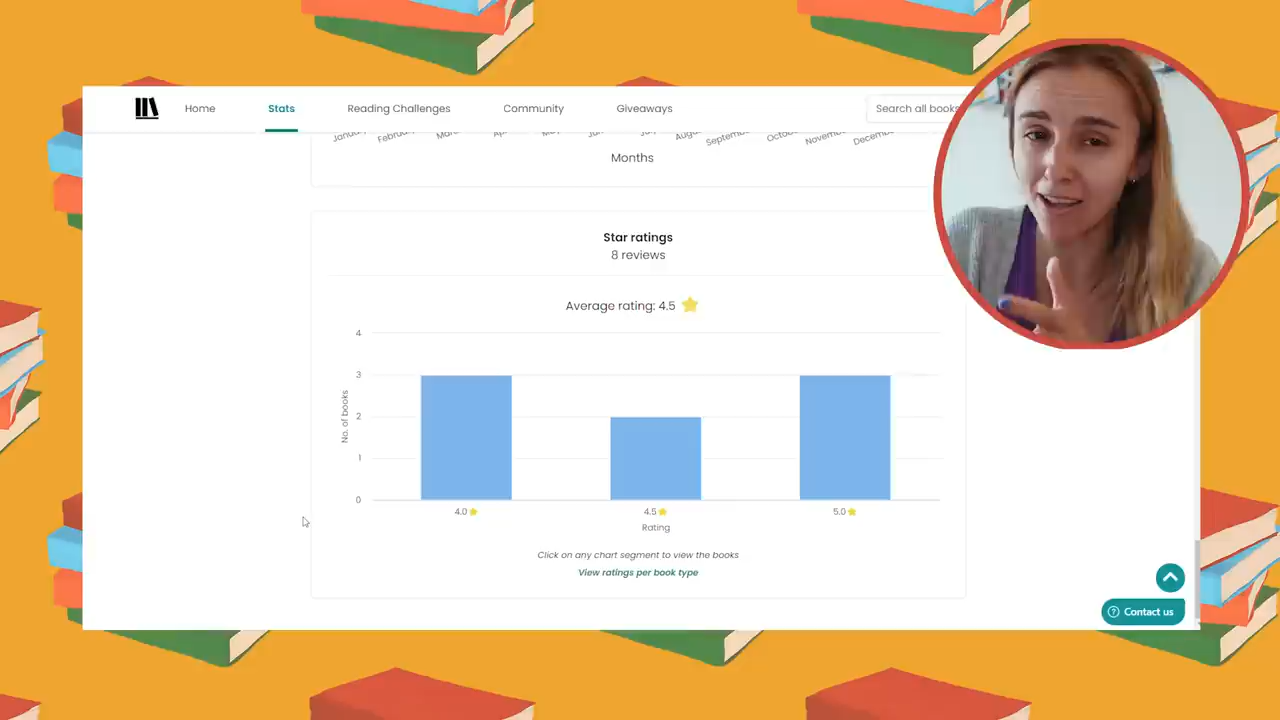 Home Stats Reading Challenges Community Giveaways Search all books
Months
Star ratings
8 reviews
Average rating: 4.5
4
3
2
1
0
No. of books
4.0 4.5 5.0
Rating
Click on any chart segment to view the books
View ratings per book type
Contact us